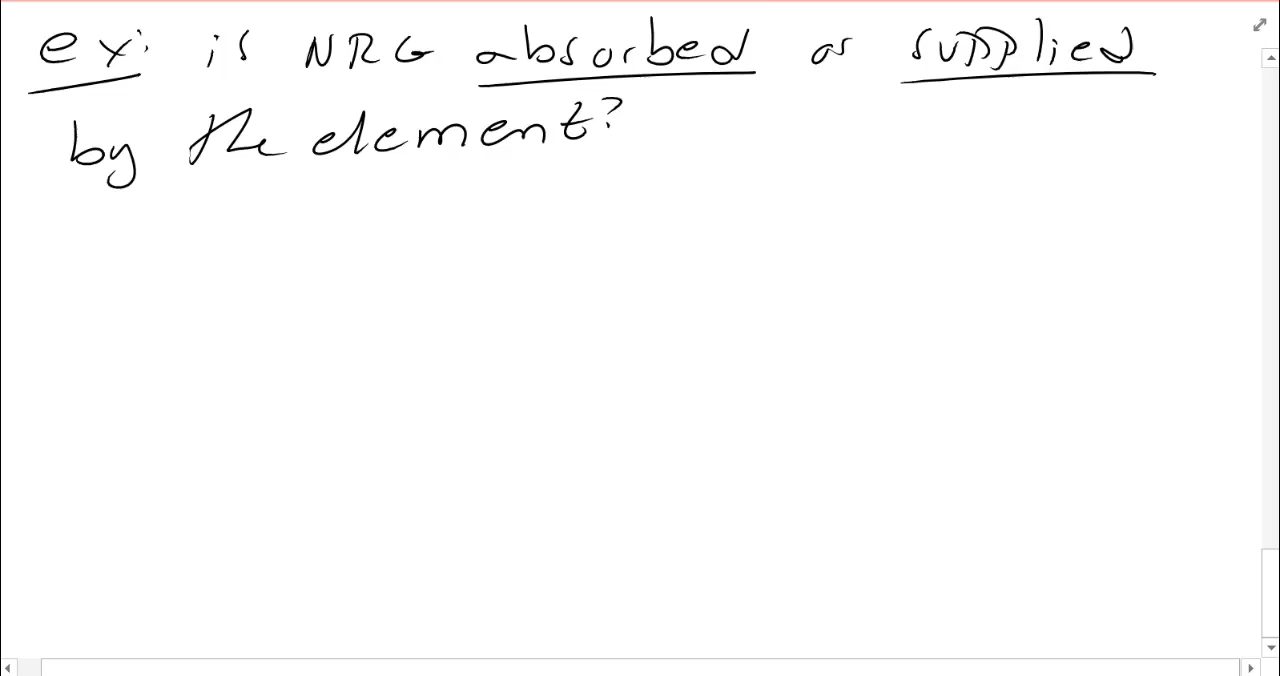 ex: is NRG absorbed or supplied
by the element?